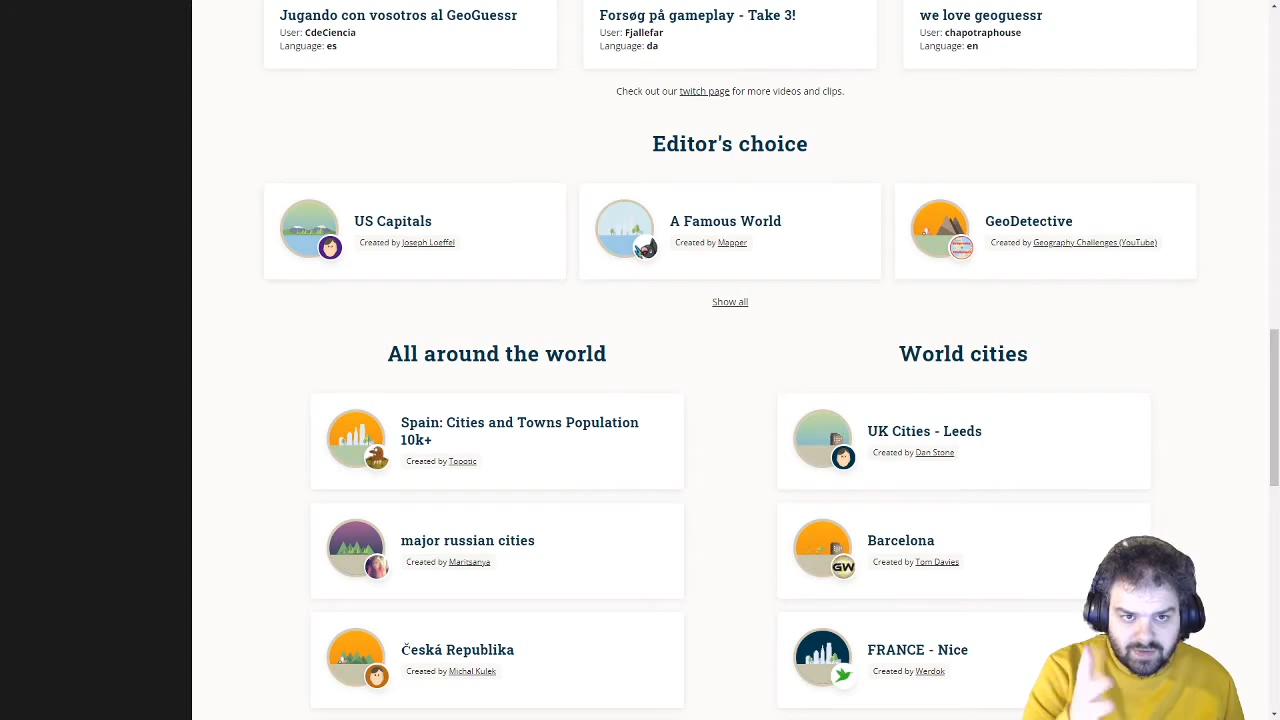 Jugando con vosotros al GeoGuessr
User: CdeCiencia
Language: es
Forsøg på gameplay - Take 3!
User: Fjallefar
Language: da
we love geoguessr
User: chapotraphouse
Language: en
Check out our twitch page for more videos and clips.
Editor's choice
US Capitals
Created by Joseph Loeffel
A Famous World
Created by Mapper
GeoDetective
Created by Geography Challenges (YouTube)
Show all
All around the world
Spain: Cities and Towns Population
10k+
Created by Topotic
major russian cities
Created by Maritsanya
Česká Republika
Created by Michal Kulek
World cities
UK Cities - Leeds
Created by Dan Stone
Barcelona
GW
Created by Tom Davies
FRANCE - Nice
Created by Werdok